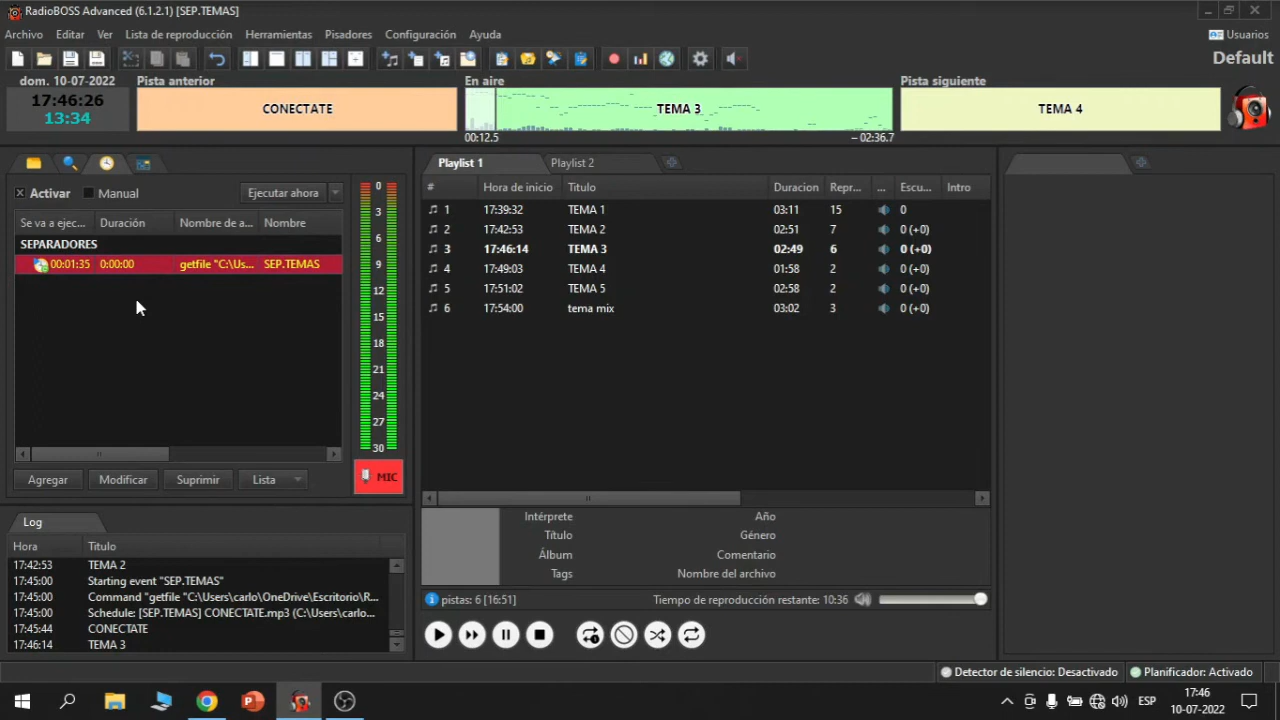 RadioBOSS Advanced (6.1.2.1) [SEP.TEMAS]
Archivo Editar Ver Lista de reproducción Herramientas Pisadores Configuración Ayuda Usuarios
Default
dom. 10-07-2022 Pista anterior En aire Pista siguiente
17:46:26
13:34
CONECTATE TEMA 3 TEMA 4
00:12.5 – 02:36.7
Activar Manual Ejecutar ahora
Se va a ejec... Duración Nombre de a... Nombre
SEPARADORES
00:01:35 0:00:00 getfile "C:\Us... SEP.TEMAS
0
3
6
9
12
15
18
21
24
27
30
MIC
Agregar Modificar Suprimir Lista
Playlist 1 Playlist 2
# Hora de inicio Titulo Duracion Repr... ... Escu... Intro
1 17:39:32 TEMA 1 03:11 15 0
2 17:42:53 TEMA 2 02:51 7 0 (+0)
3 17:46:14 TEMA 3 02:49 6 0 (+0)
4 17:49:03 TEMA 4 01:58 2 0 (+0)
5 17:51:02 TEMA 5 02:58 2 0 (+0)
6 17:54:00 tema mix 03:02 3 0 (+0)
Intérprete Año
Título Género
Álbum Comentario
Tags Nombre del archivo
pistas: 6 [16:51] Tiempo de reproducción restante: 10:36
Log
Hora Titulo
17:42:53 TEMA 2
17:45:00 Starting event "SEP.TEMAS"
17:45:00 Command "getfile "C:\Users\carlo\OneDrive\Escritorio\R...
17:45:00 Schedule: [SEP.TEMAS] CONECTATE.mp3 (C:\Users\carlo...
17:45:44 CONECTATE
17:46:14 TEMA 3
Detector de silencio: Desactivado Planificador: Activado
ESP 17:46
10-07-2022